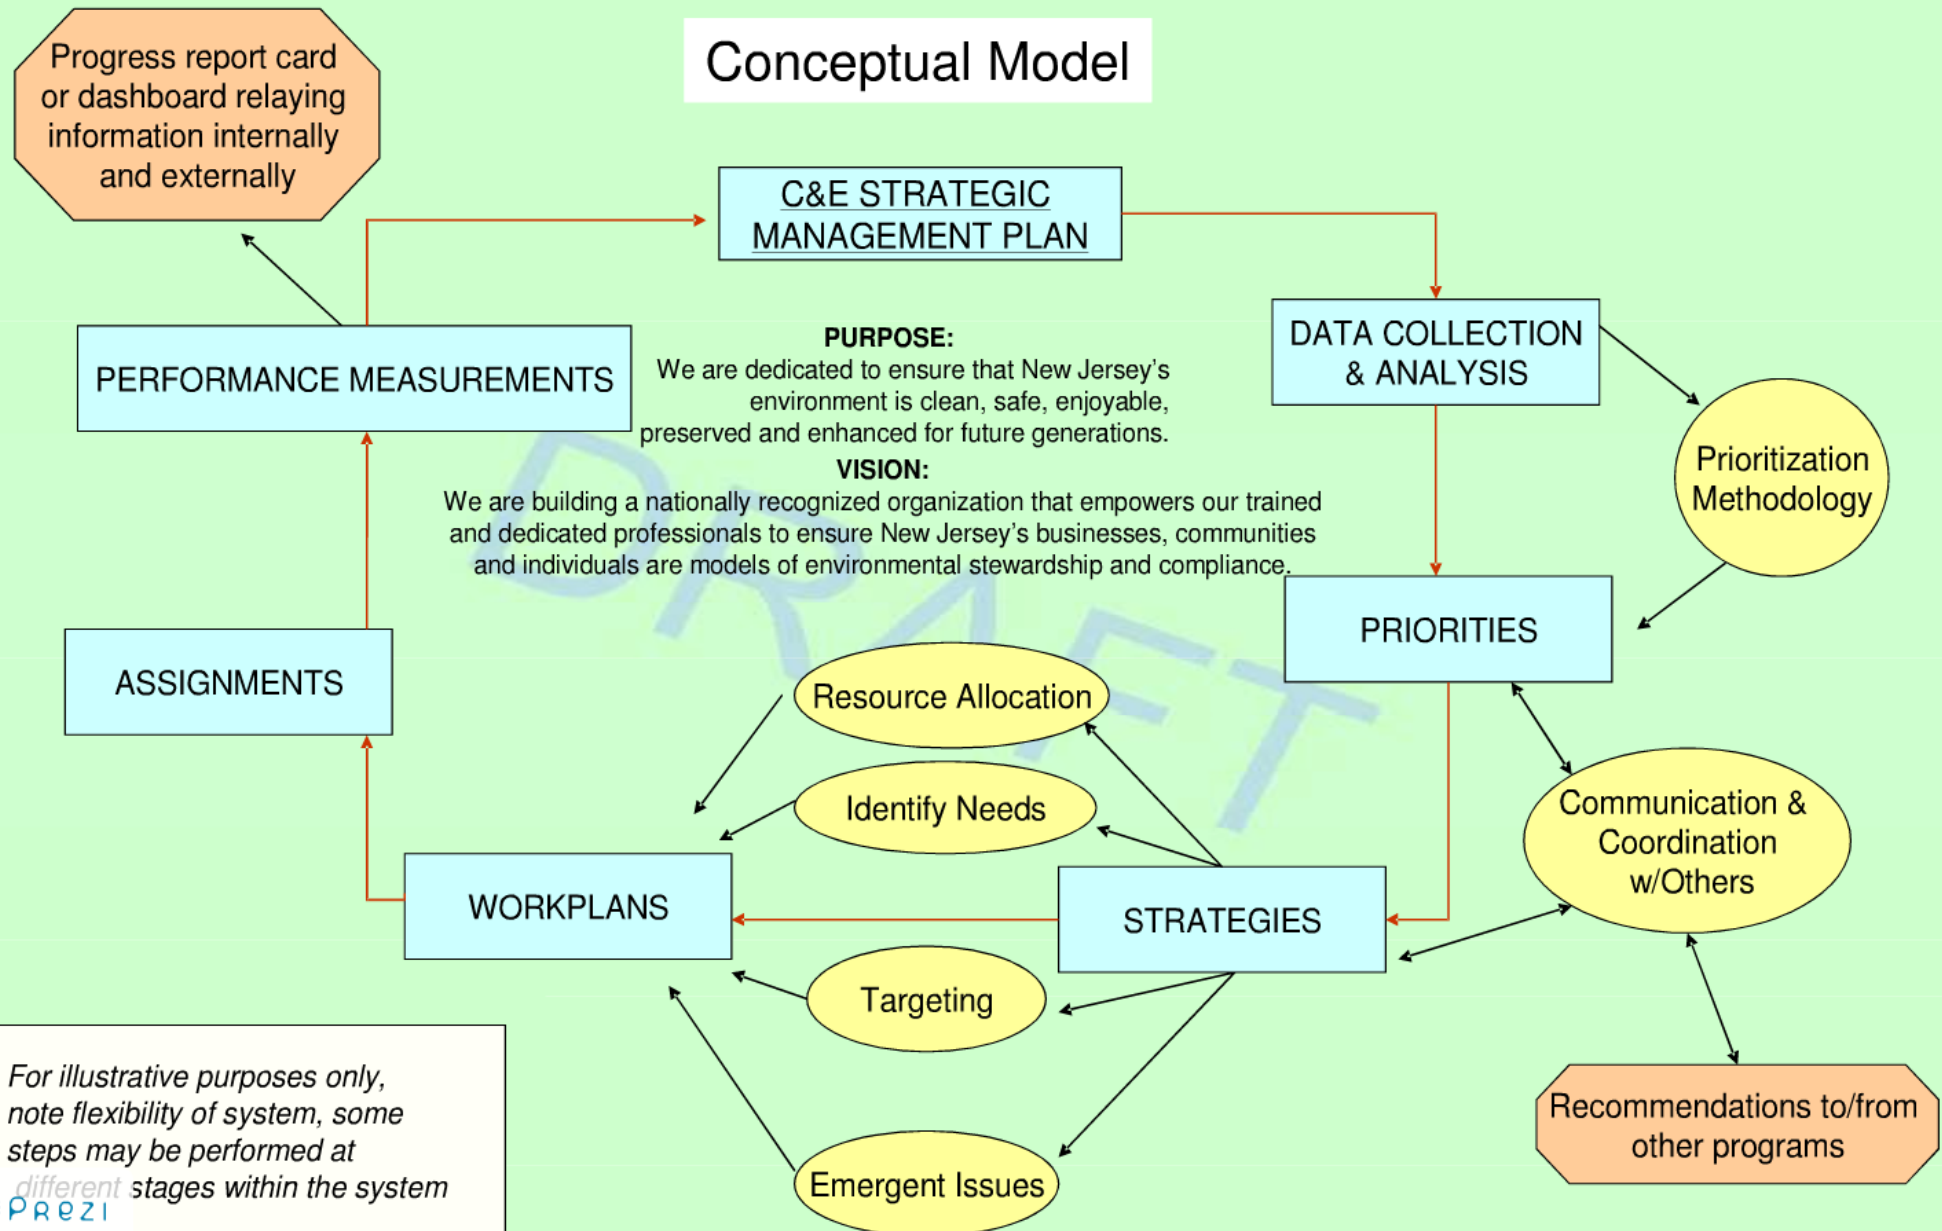 Conceptual Model
Progress report card
or dashboard relaying
information internally
and externally
C&E STRATEGIC
MANAGEMENT PLAN
DATA COLLECTION
& ANALYSIS
PERFORMANCE MEASUREMENTS
PURPOSE:
We are dedicated to ensure that New Jersey's
environment is clean, safe, enjoyable,
preserved and enhanced for future generations.
VISION:
We are building a nationally recognized organization that empowers our trained
and dedicated professionals to ensure New Jersey's businesses, communities
and individuals are models of environmental stewardship and compliance.
Prioritization
Methodology
DRAFT
PRIORITIES
ASSIGNMENTS
Resource Allocation
Identify Needs
Communication &
Coordination
w/Others
WORKPLANS
STRATEGIES
Targeting
Emergent Issues
Recommendations to/from
other programs
For illustrative purposes only,
note flexibility of system, some
steps may be performed at
different stages within the system
Prezi